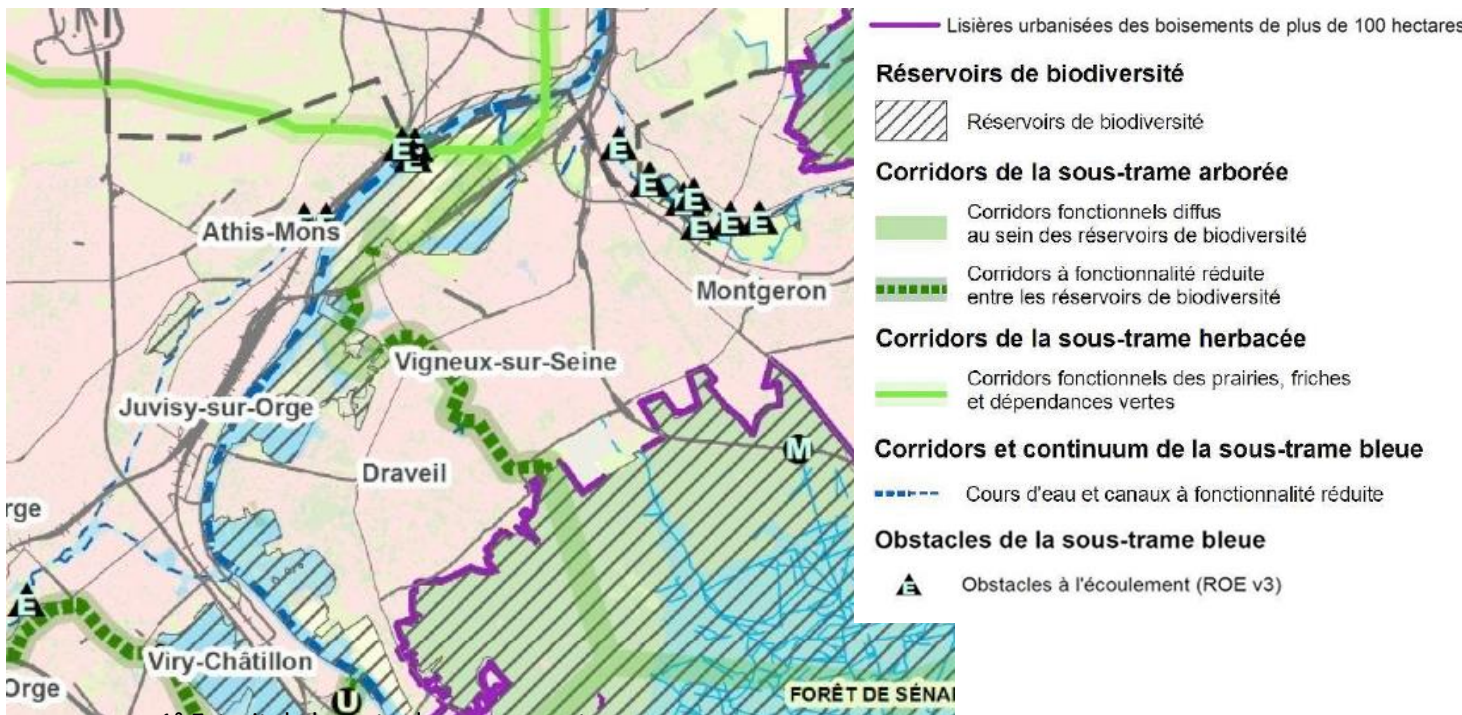 Athis-Mons
Montgeron
Vigneux-sur-Seine
Juvisy-sur-Orge
Draveil
rge
Viry-Châtillon
Orge
FORÊT DE SÉNA
E
E
E
E
E
E
E
E
E
M
U
Lisières urbanisées des boisements de plus de 100 hectares
Réservoirs de biodiversité
Réservoirs de biodiversité
Corridors de la sous-trame arborée
Corridors fonctionnels diffus
au sein des réservoirs de biodiversité
Corridors à fonctionnalité réduite
entre les réservoirs de biodiversité
Corridors de la sous-trame herbacée
Corridors fonctionnels des prairies, friches
et dépendances vertes
Corridors et continuum de la sous-trame bleue
Cours d'eau et canaux à fonctionnalité réduite
Obstacles de la sous-trame bleue
E
Obstacles à l'écoulement (ROE v3)